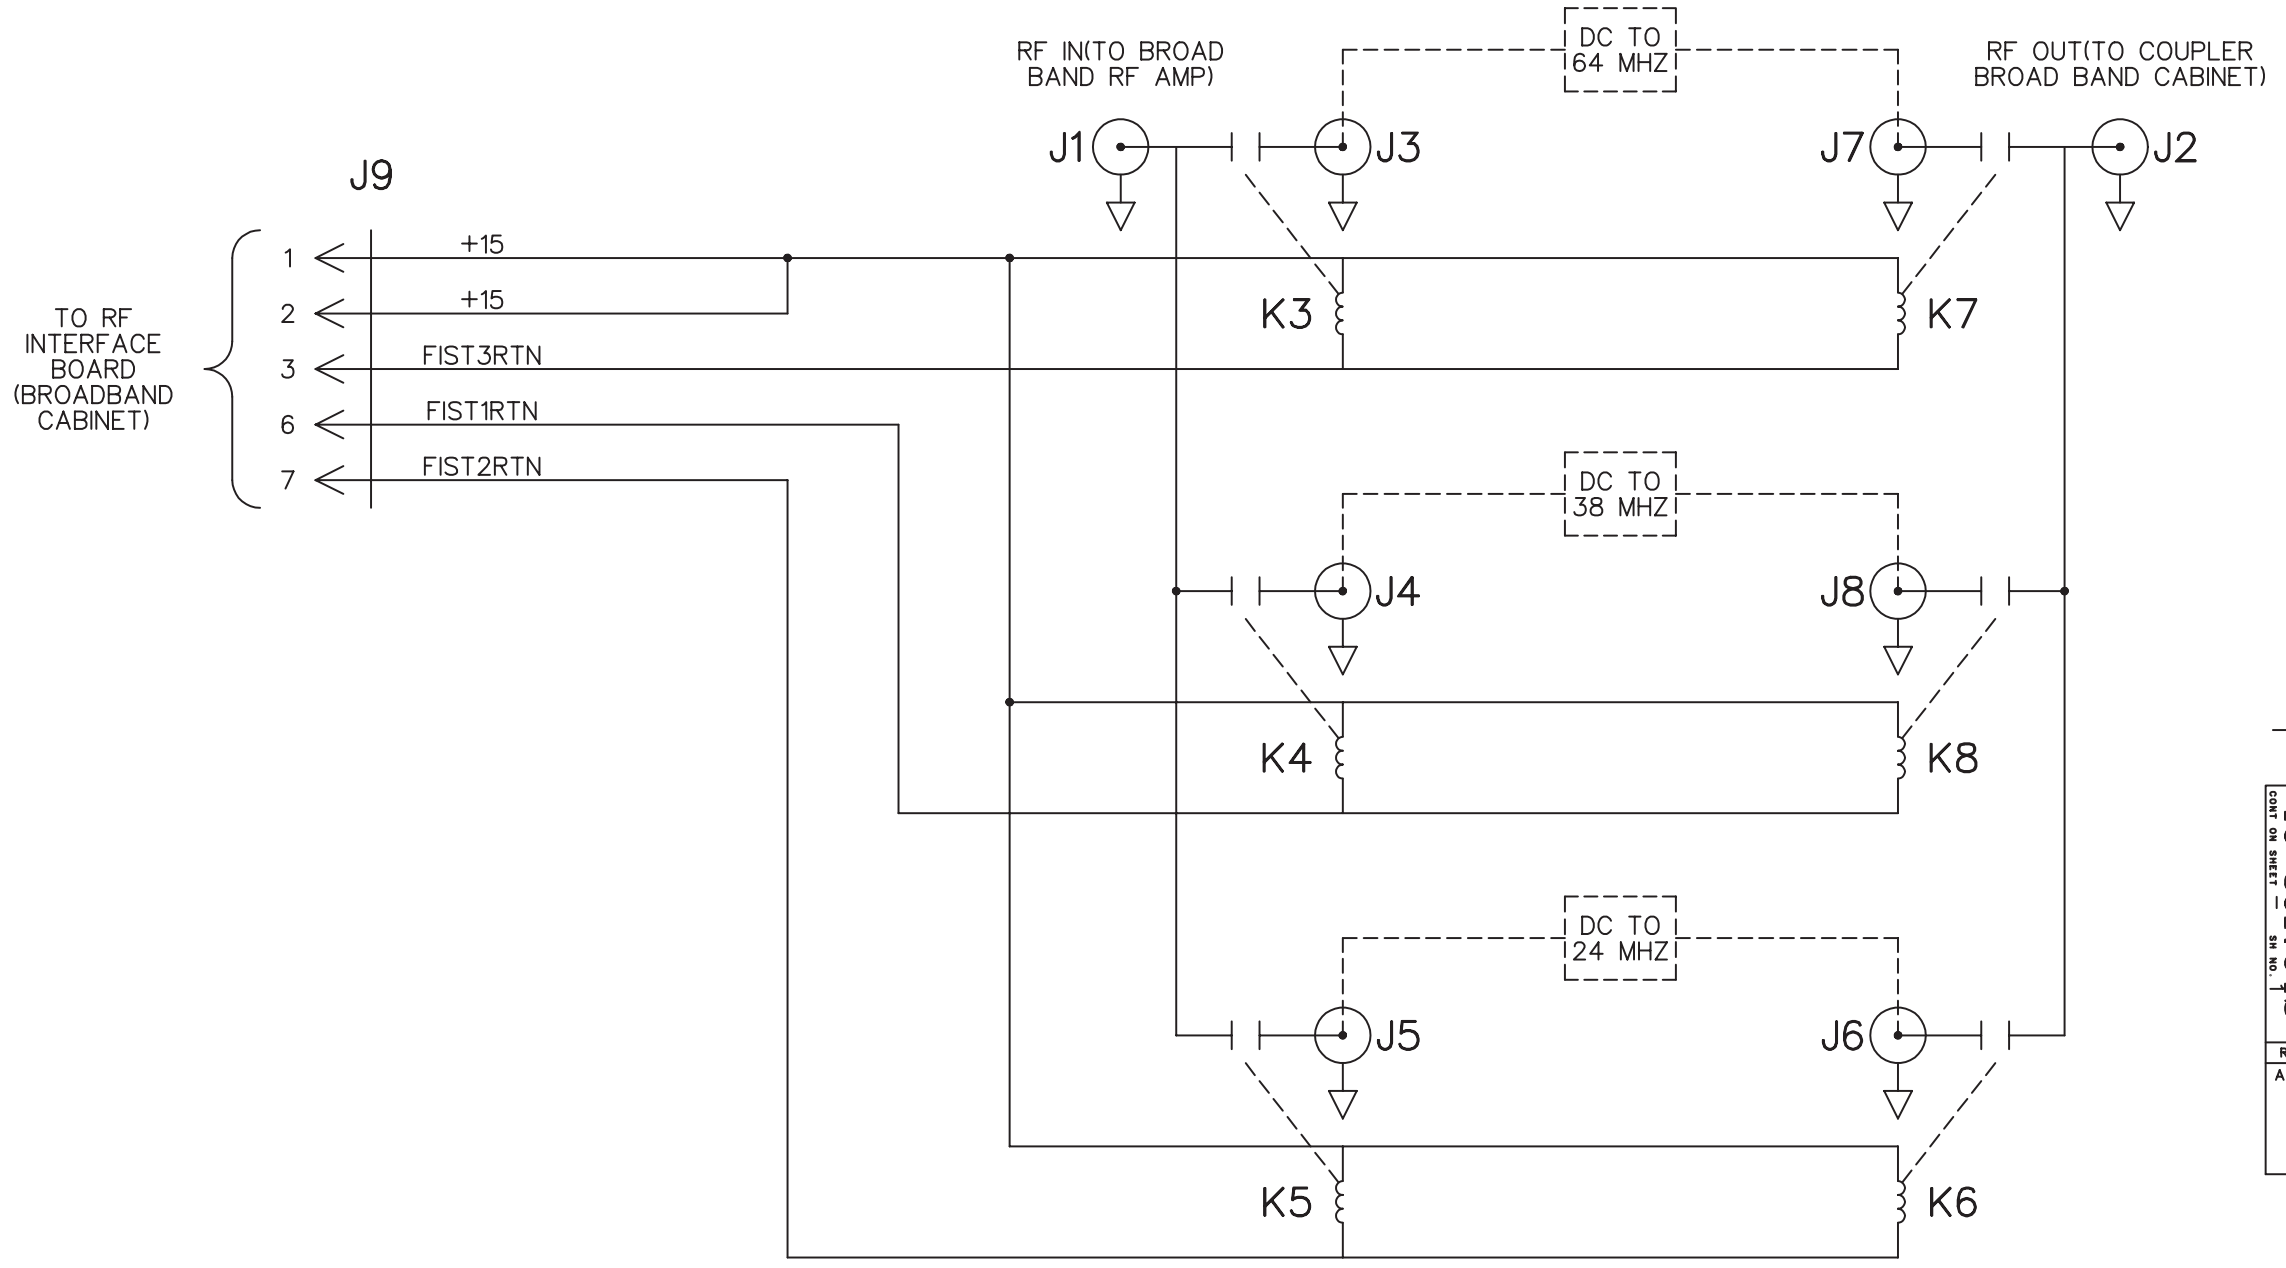 RF IN(TO BROAD
BAND RF AMP)
DC TO
64 MHZ
RF OUT(TO COUPLER
BROAD BAND CABINET)
J1
J3
J7
J2
J9
1
+15
2
+15
3
FIST3RTN
6
FIST1RTN
7
FIST2RTN
TO RF
INTERFACE
BOARD
(BROADBAND
CABINET)
K3
K7
DC TO
38 MHZ
J4
J8
K4
K8
DC TO
24 MHZ
J5
J6
K5
K6
CONT ON SHEET
SH NO. 1
A